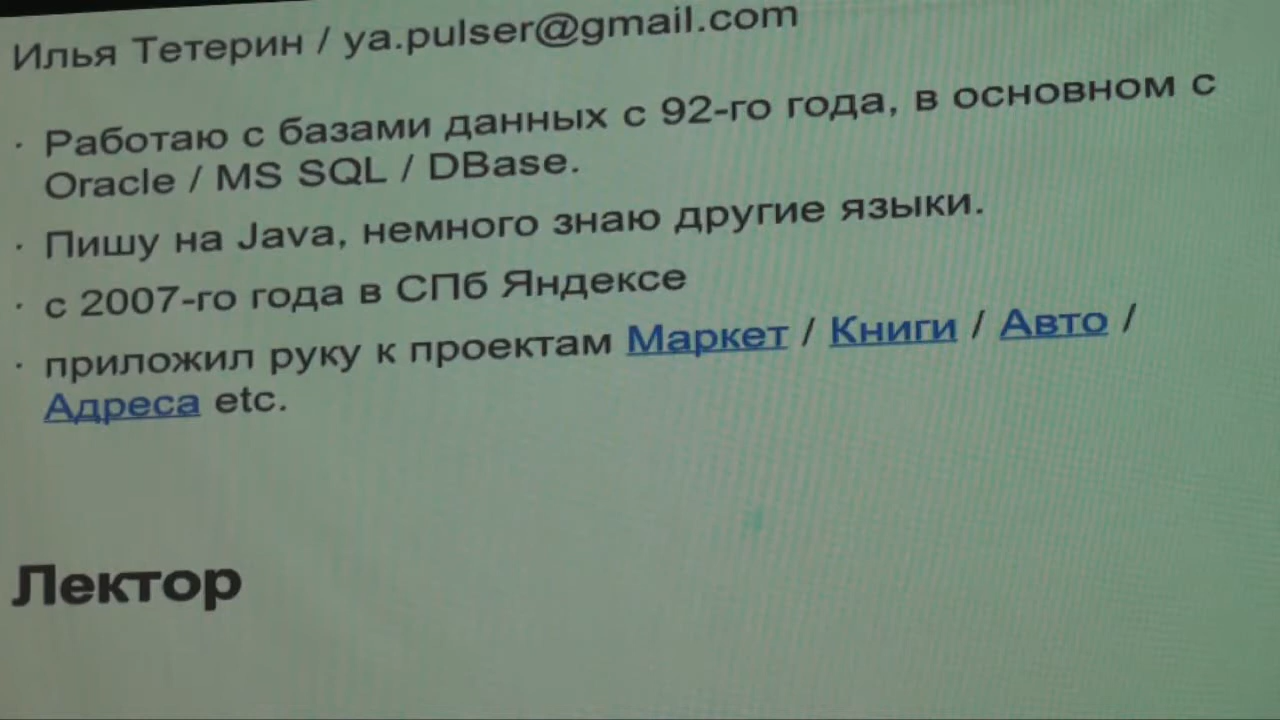 Илья Тетерин / ya.pulser@gmail.com
· Работаю с базами данных с 92-го года, в основном с
Oracle / MS SQL / DBase.
· Пишу на Java, немного знаю другие языки.
· с 2007-го года в СПб Яндексе
· приложил руку к проектам Маркет / Книги / Авто /
Адреса etc.
Лектор